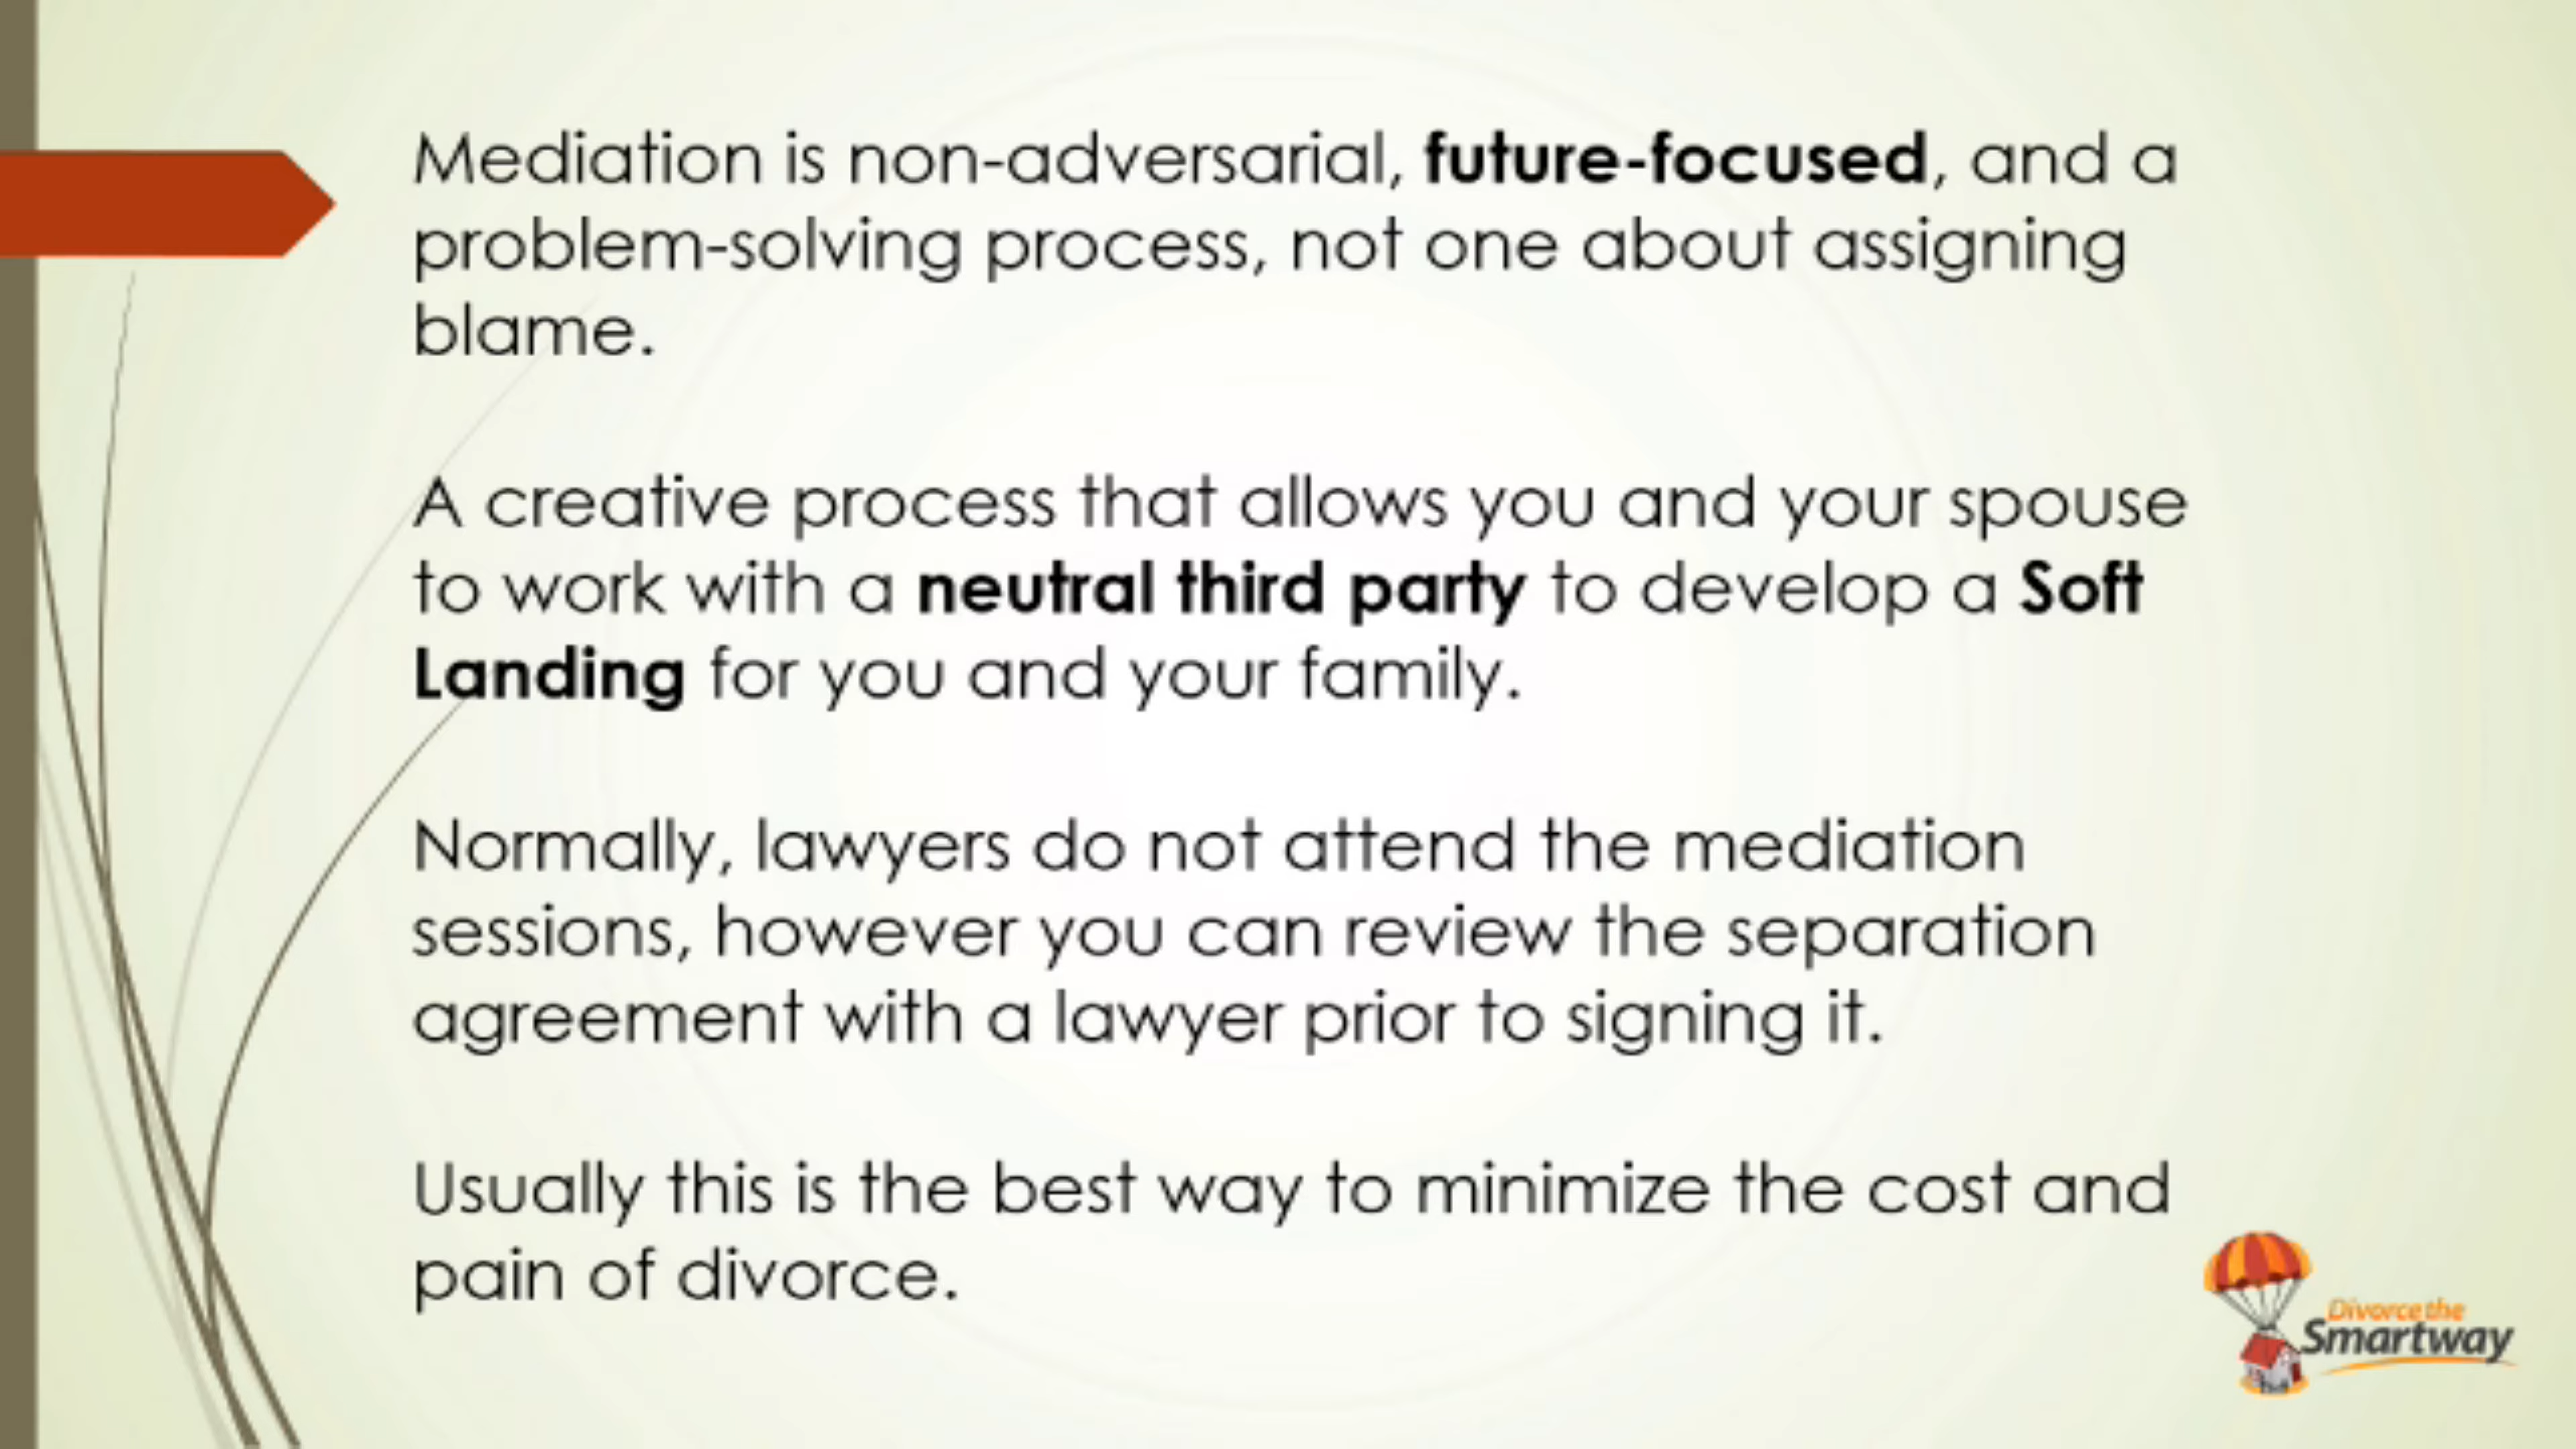 Mediation is non-adversarial, future-focused, and a
problem-solving process, not one about assigning
blame.
A creative process that allows you and your spouse
to work with a neutral third party to develop a Soft
Landing for you and your family.
Normally, lawyers do not attend the mediation
sessions, however you can review the separation
agreement with a lawyer prior to signing it.
Usually this is the best way to minimize the cost and
pain of divorce.
Divorce the
Smartway